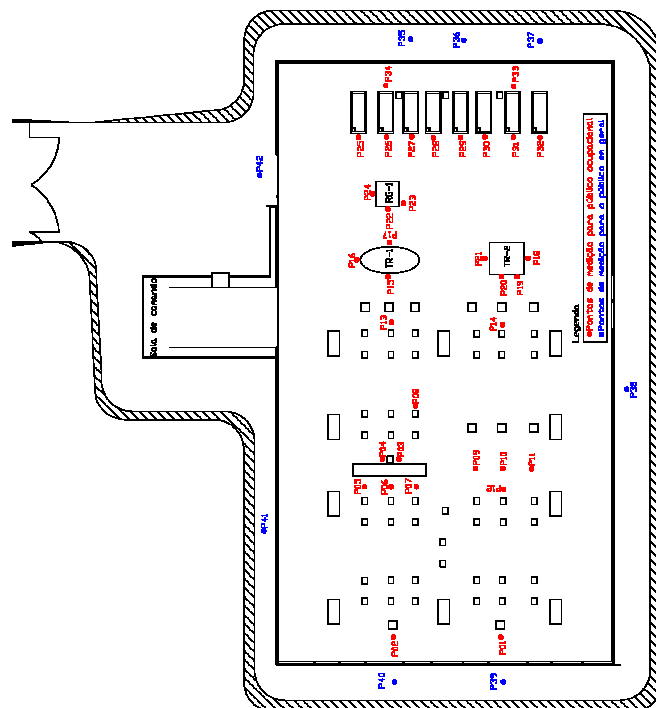 P35
P36
P37
P34
P33
P25
P26
P27
P28
P29
P30
P31
P32
P42
P24
RG-1
P23
P22
P16
TR-1
P15
P21
TR-2
P18
P20
P19
Sala de comando
P13
P14
Legenda
Pontos de medição para público ocupacional
Pontos de medição para o público em geral
P38
P08
P04
P03
P09
P10
P11
P05
P06
P07
P41
P02
P01
P40
P39